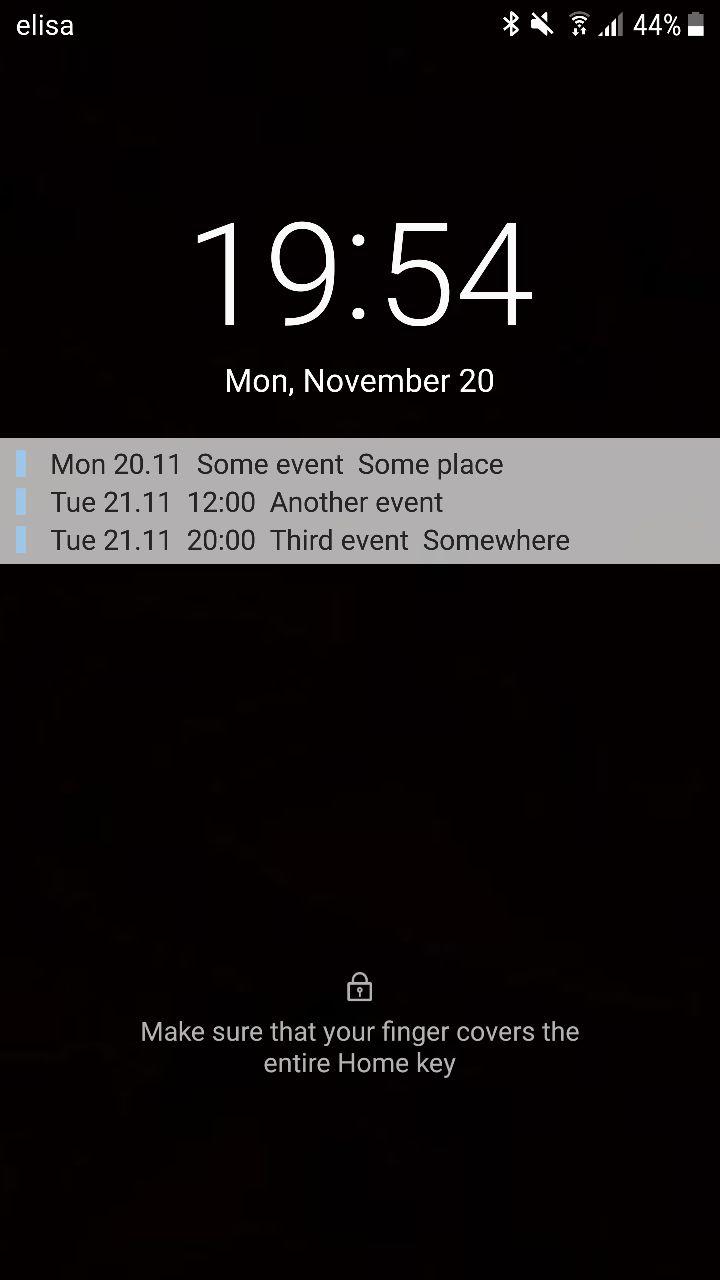 elisa 44%
19:54
Mon, November 20
Mon 20.11 Some event Some place
Tue 21.11 12:00 Another event
Tue 21.11 20:00 Third event Somewhere
Make sure that your finger covers the
entire Home key